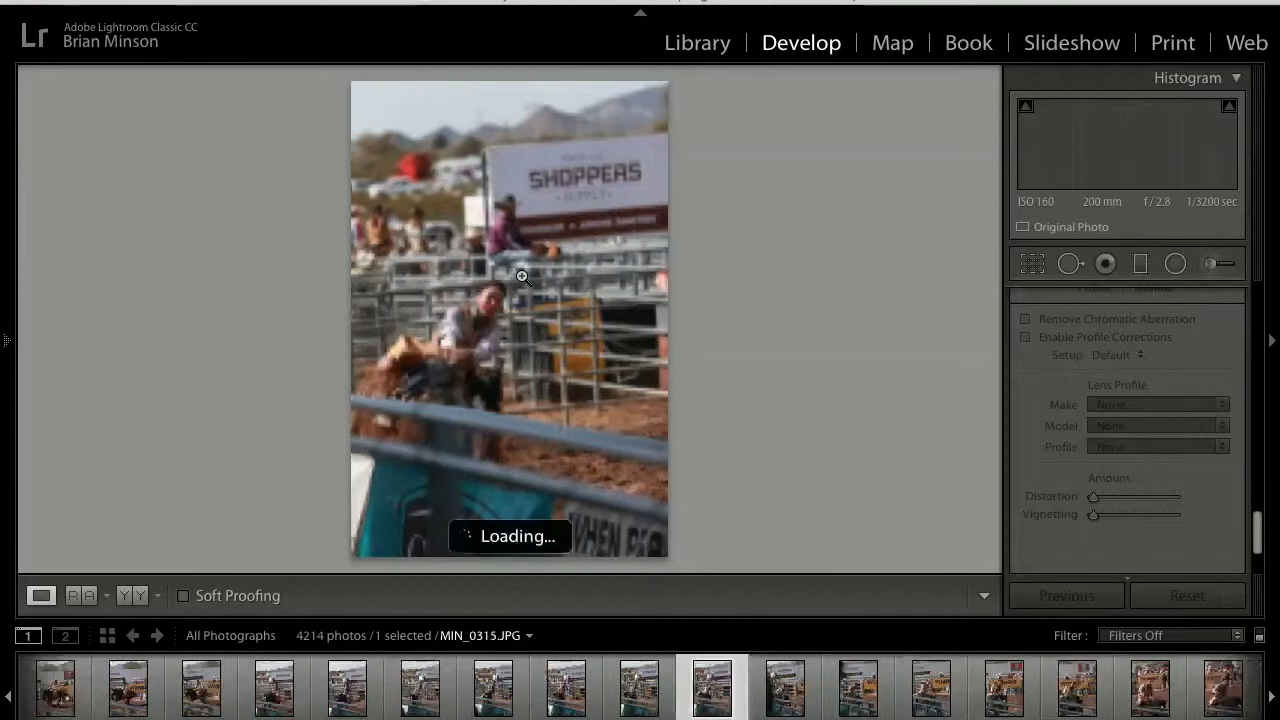 Lr
Adobe Lightroom Classic CC
Brian Minson
Library | Develop | Map | Book | Slideshow | Print | Web
Histogram
ISO 160 200 mm f / 2.8 1/3200 sec
Original Photo
SHOPPERS
SUPPLY
Remove Chromatic Aberration
Enable Profile Corrections
Setup Default
Lens Profile
Make None
Model None
Profile None
Amount
Distortion
Vignetting
WHEN
Loading...
Previous Reset
R A Y Y Soft Proofing
1 2 All Photographs 4214 photos / 1 selected / MIN_0315.JPG Filter : Filters Off